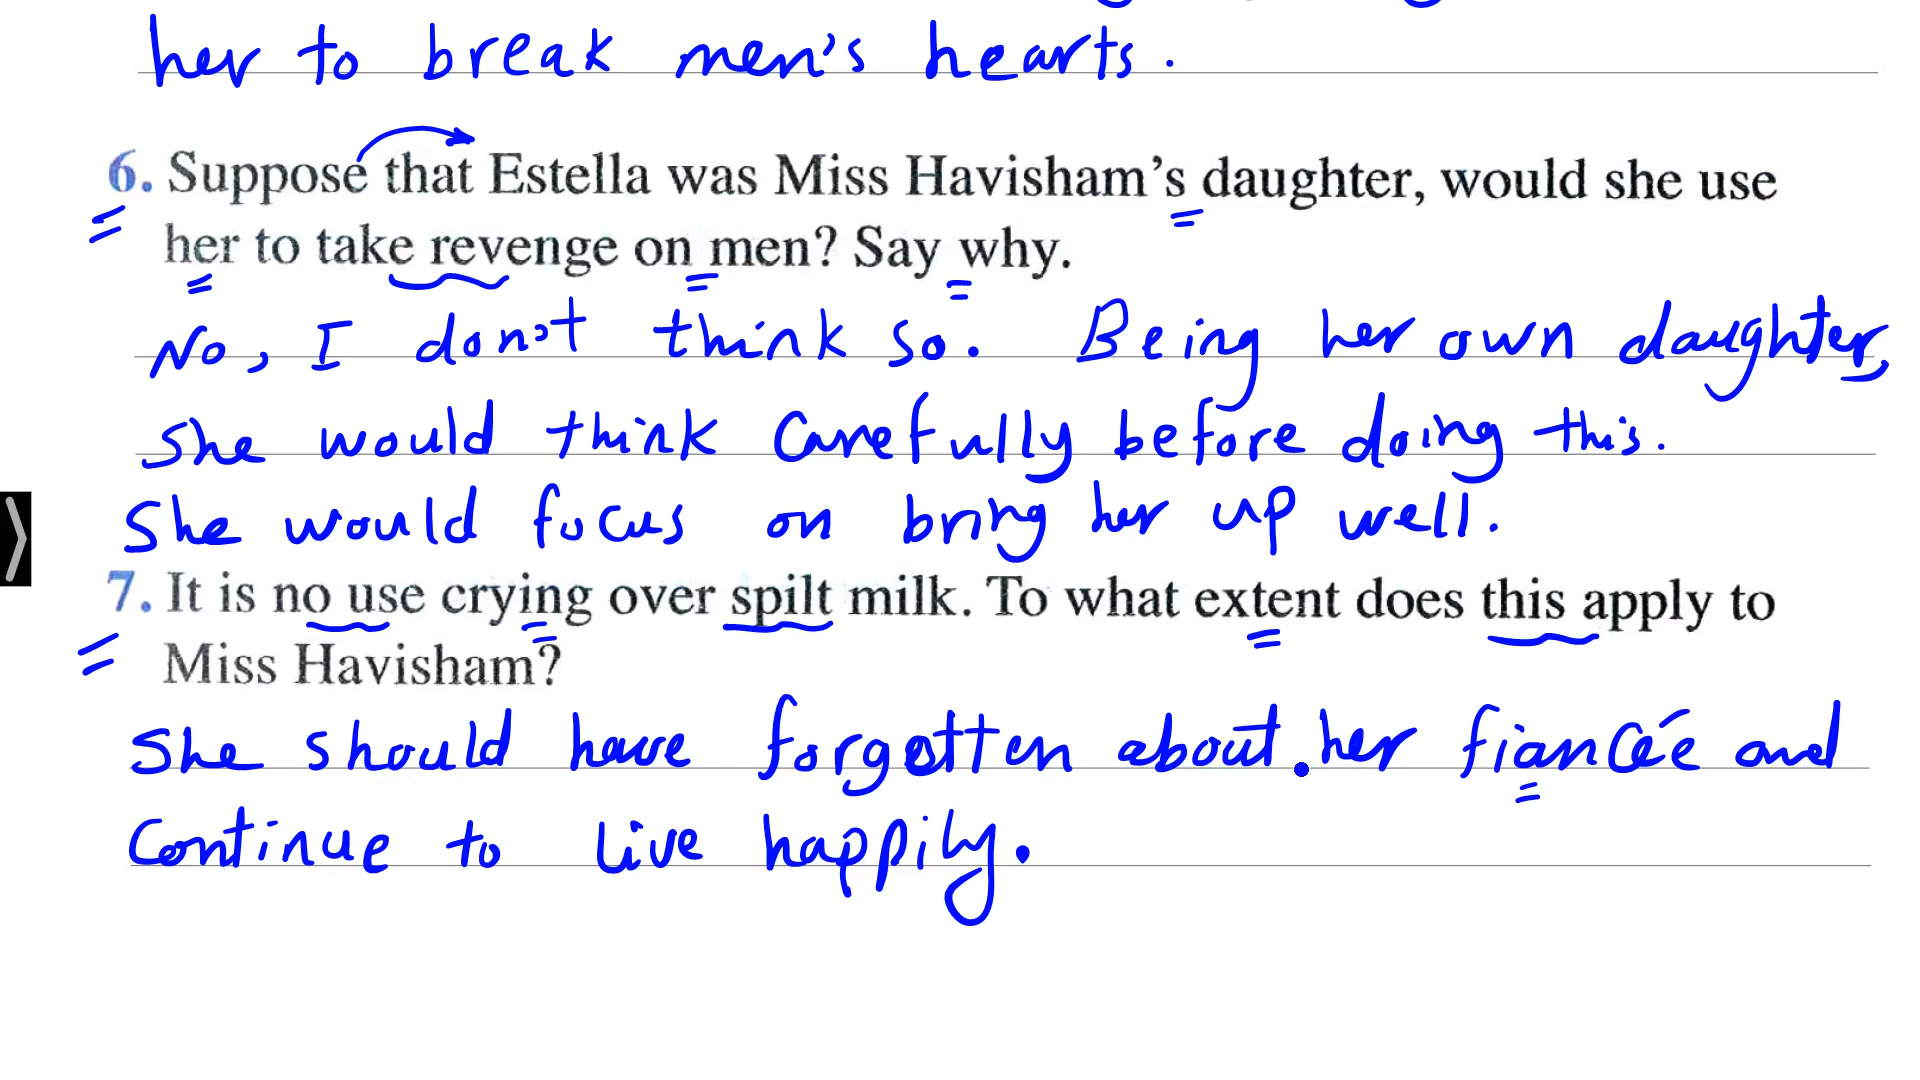 her to break men's hearts.
6. Suppose that Estella was Miss Havisham's daughter, would she use
her to take revenge on men? Say why.
No, I don't think so. Being her own daughter,
She would think carefully before doing this.
She would focus on bring her up well.
7. It is no use crying over spilt milk. To what extent does this apply to
Miss Havisham?
She should have forgotten about her fiancée and
Continue to live happily.